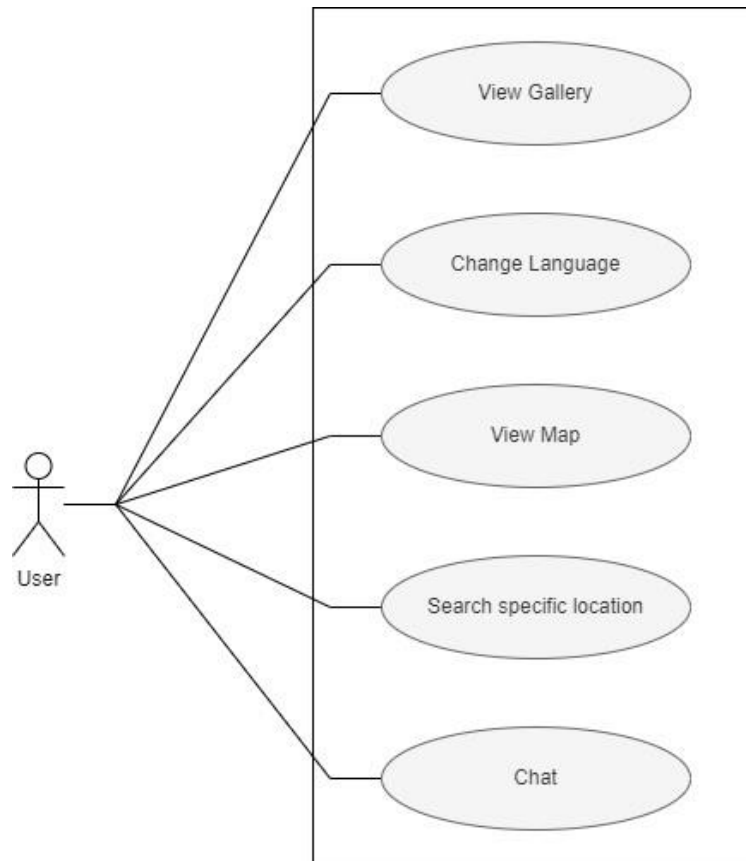 View Gallery
Change Language
View Map
User
Search specific location
Chat